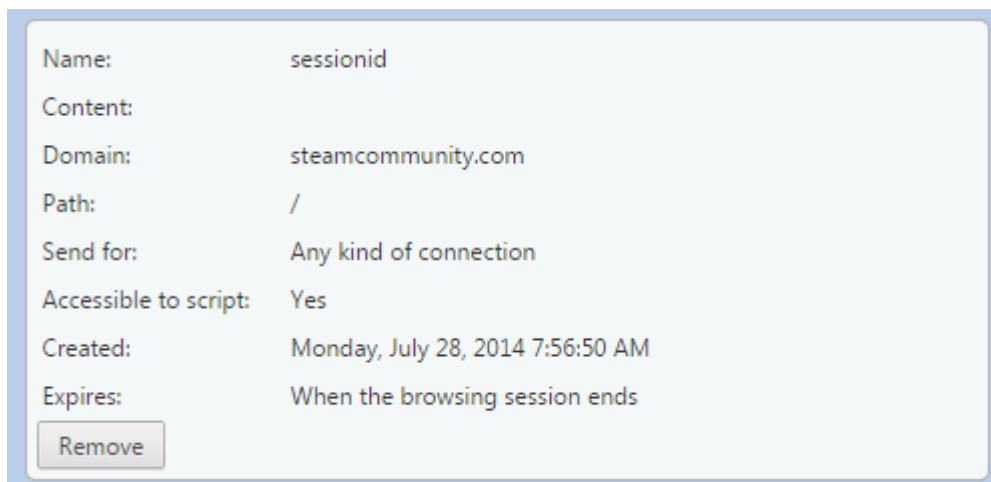 Name: sessionid
Content:
Domain: steamcommunity.com
Path: /
Send for: Any kind of connection
Accessible to script: Yes
Created: Monday, July 28, 2014 7:56:50 AM
Expires: When the browsing session ends
Remove